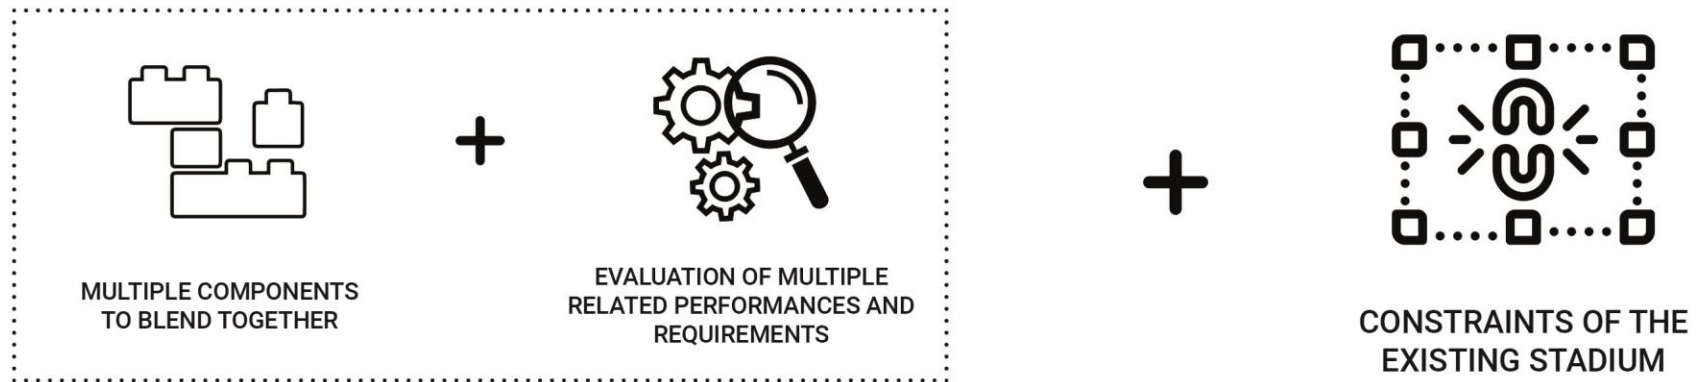 MULTIPLE COMPONENTS
TO BLEND TOGETHER
EVALUATION OF MULTIPLE
RELATED PERFORMANCES AND
REQUIREMENTS
CONSTRAINTS OF THE
EXISTING STADIUM